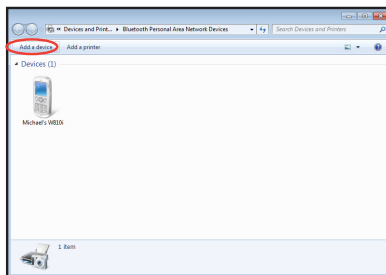 « Devices and Print... ▸ Bluetooth Personal Area Network Devices Search Devices and Printers
Add a device Add a printer
Devices (1)
Michael's W810i
1 item